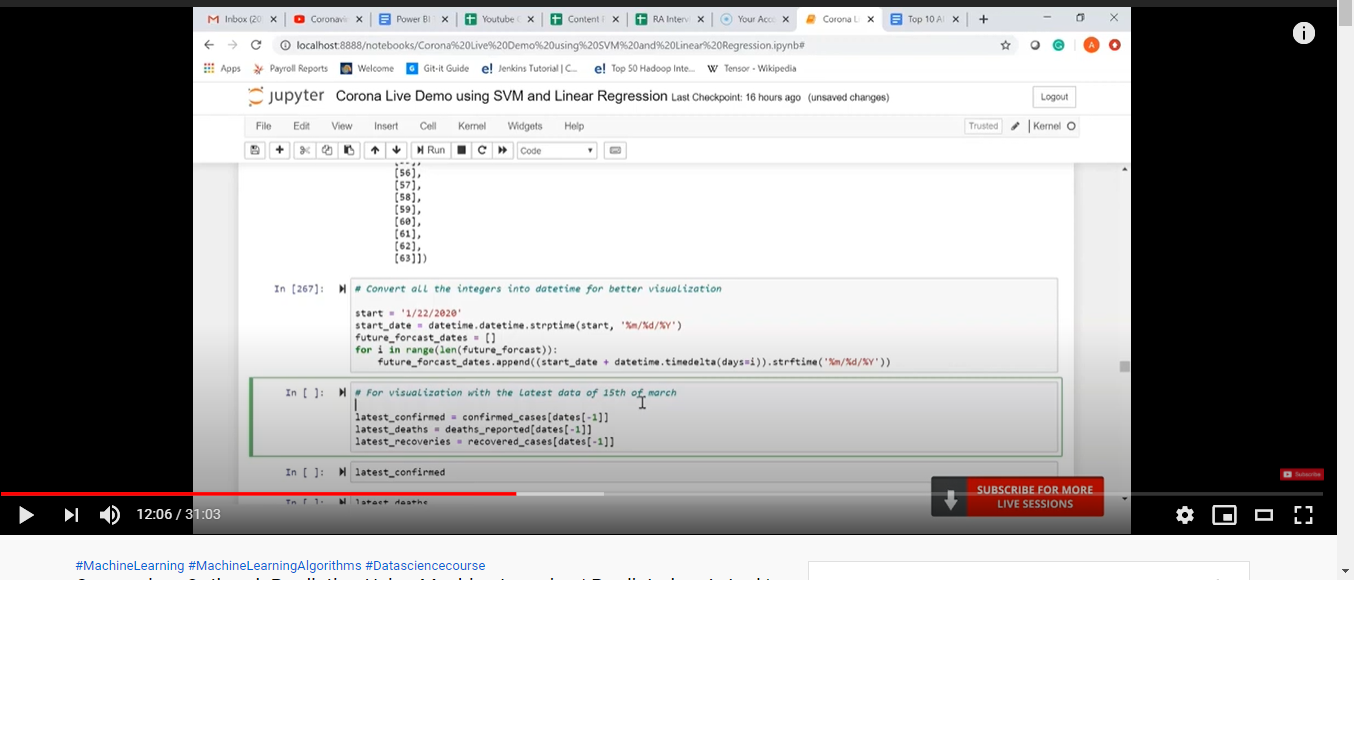 Inbox (20
Coronavi
Power BI
Youtube
Content
RA Interv
Your Acc
Corona L
Top 10 A
localhost:8888/notebooks/Corona%20Live%20Demo%20using%20SVM%20and%20Linear%20Regression.ipynb#
A
Apps
Payroll Reports
Welcome
Git-it Guide
Jenkins Tutorial | C...
Top 50 Hadoop Inte...
Tensor - Wikipedia
jupyter Corona Live Demo using SVM and Linear Regression Last Checkpoint: 16 hours ago (unsaved changes)
Logout
File Edit View Insert Cell Kernel Widgets Help
Trusted
Kernel
Run
Code
[56],
[57],
[58],
[59],
[60],
[61],
[62],
[63]])
In [267]:
# Convert all the integers into datetime for better visualization
start = '1/22/2020'
start_date = datetime.datetime.strptime(start, '%m/%d/%Y')
future_forcast_dates = []
for i in range(len(future_forcast)):
future_forcast_dates.append((start_date + datetime.timedelta(days=i)).strftime('%m/%d/%Y'))
In [ ]:
# For visualization with the latest data of 15th of march
latest_confirmed = confirmed_cases[dates[-1]]
latest_deaths = deaths_reported[dates[-1]]
latest_recoveries = recovered_cases[dates[-1]]
In [ ]:
latest_confirmed
In [ ]:
latest_deaths
SUBSCRIBE FOR MORE
LIVE SESSIONS
Subscribe
12:06 / 31:03
#MachineLearning #MachineLearningAlgorithms #Datasciencecourse